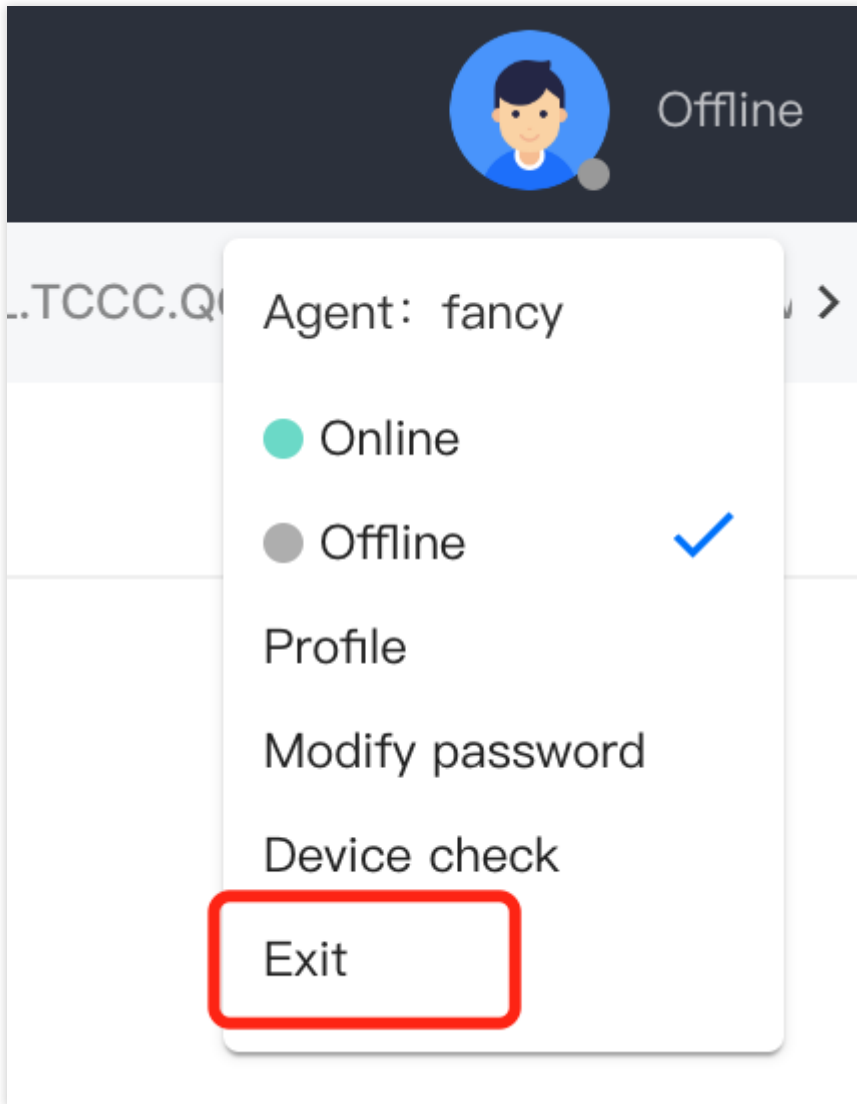 Offline
.TCCC.Q
Agent： fancy
Online
Offline
Profile
Modify password
Device check
Exit